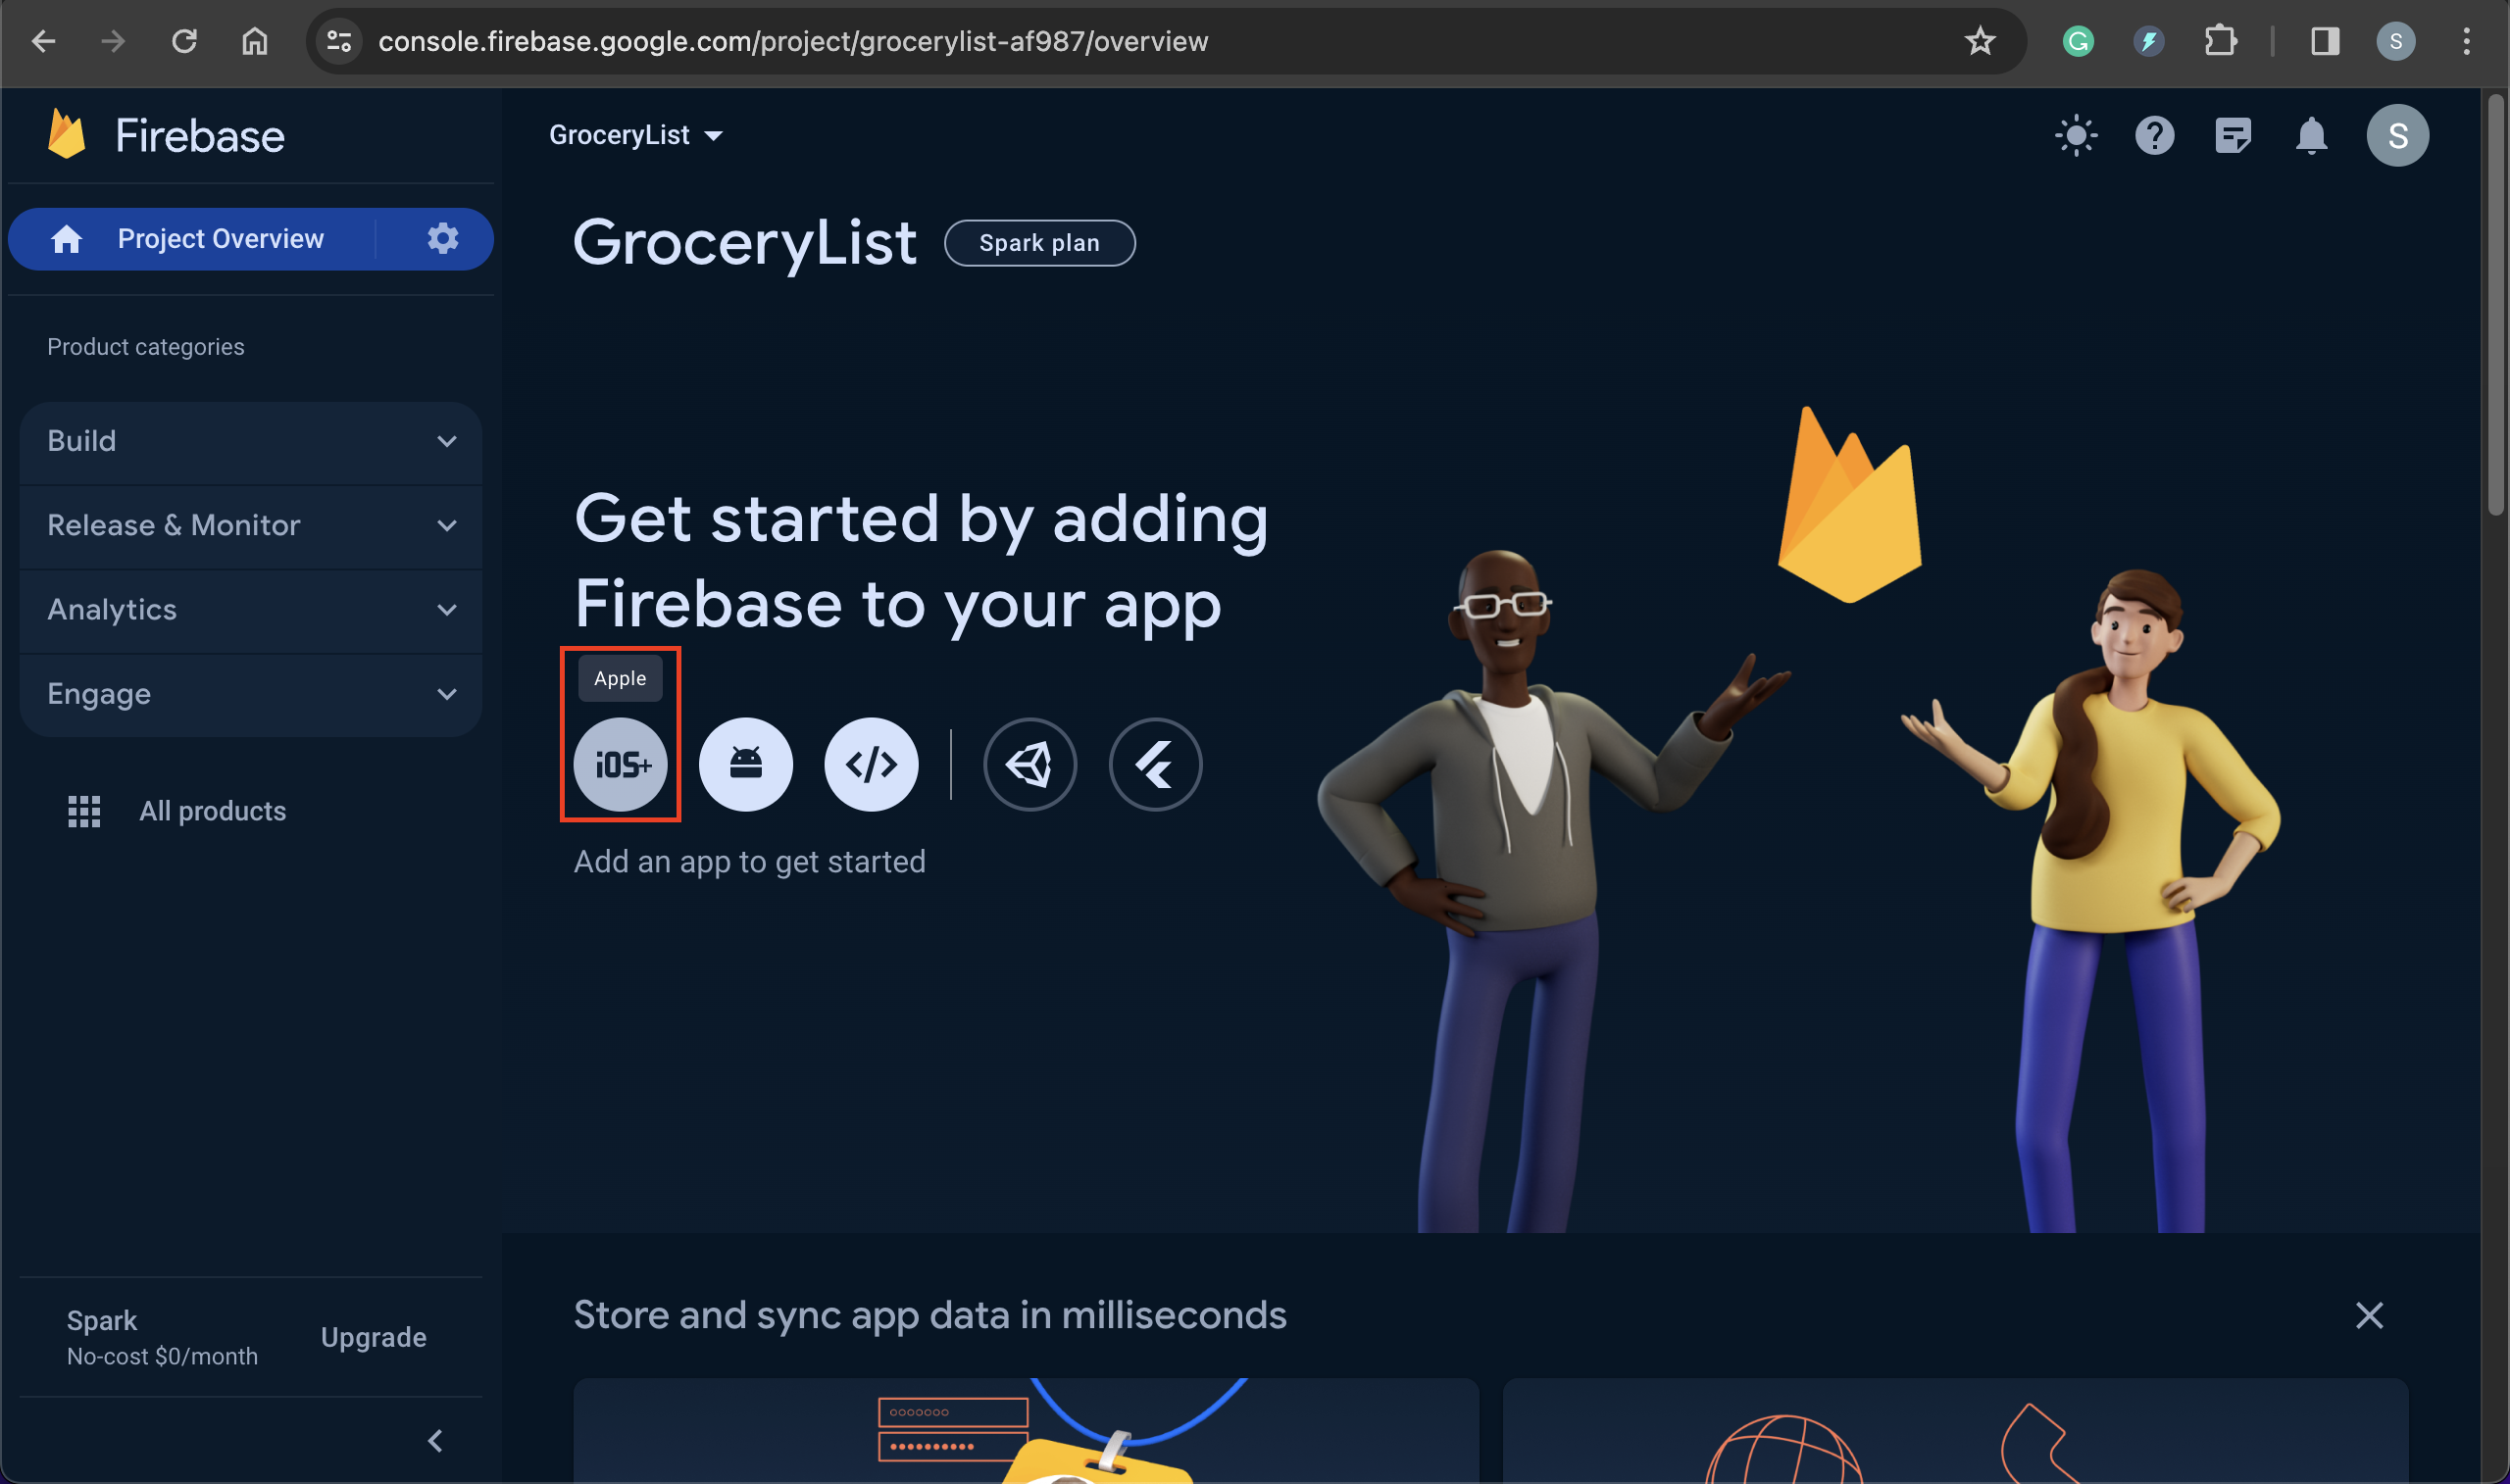 console.firebase.google.com/project/grocerylist-af987/overview
S
Firebase
GroceryList
S
Project Overview
GroceryList
Spark plan
Product categories
Build
Release & Monitor
Analytics
Engage
All products
Get started by adding
Firebase to your app
Apple
iOS+
Add an app to get started
Spark
No-cost $0/month
Upgrade
Store and sync app data in milliseconds